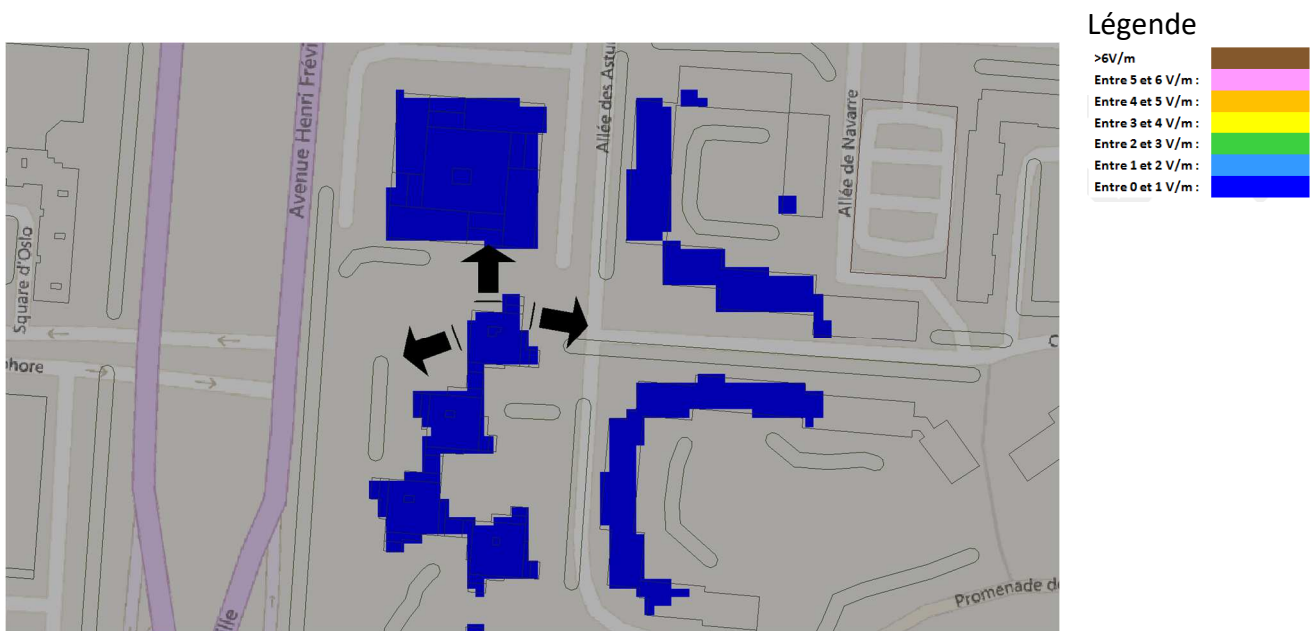 Légende
>6V/m
Entre 5 et 6 V/m :
Entre 4 et 5 V/m :
Entre 3 et 4 V/m :
Entre 2 et 3 V/m :
Entre 1 et 2 V/m :
Entre 0 et 1 V/m :
Avenue Henri Frévi
Allée des Astu
Allée de Navarre
Square d'Oslo
hore
C
Promenade de
ille